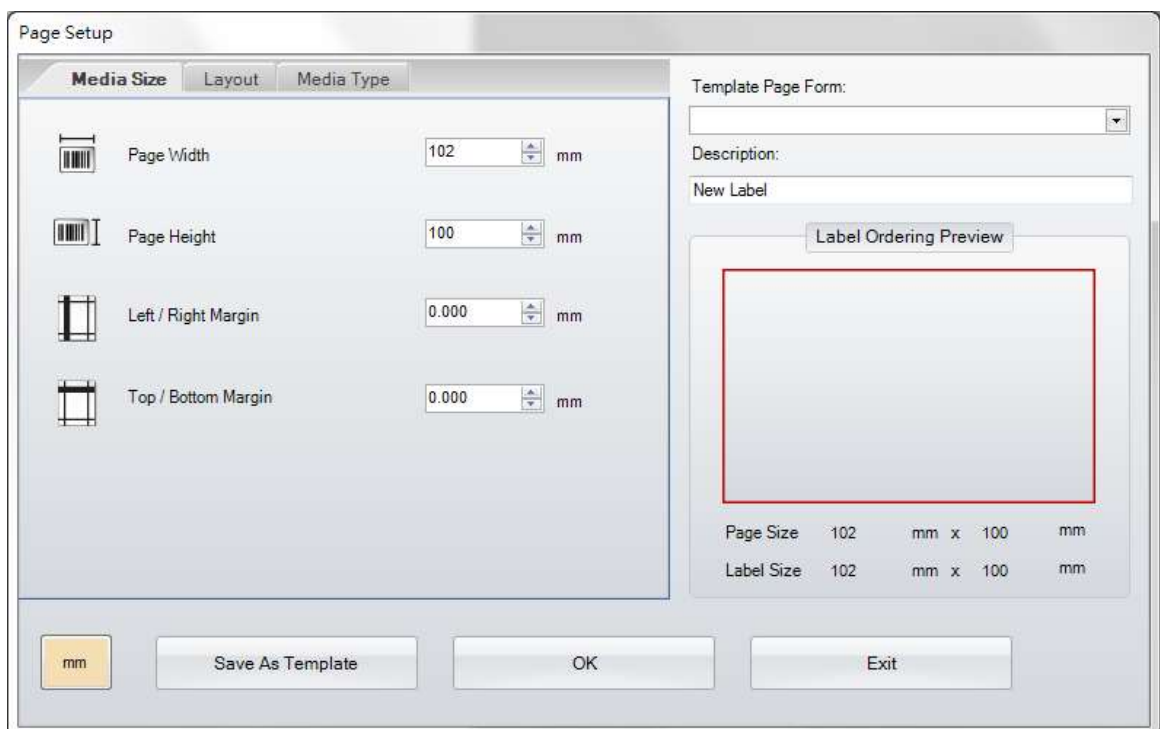 Page Setup
Media Size Layout Media Type
Page Width 102 mm
Page Height 100 mm
Left / Right Margin 0.000 mm
Top / Bottom Margin 0.000 mm
Template Page Form:
Description:
New Label
Label Ordering Preview
Page Size 102 mm x 100 mm
Label Size 102 mm x 100 mm
mm Save As Template OK Exit